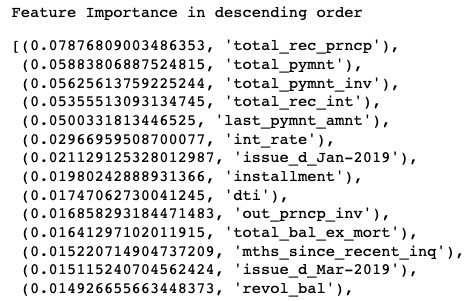 Feature Importance in descending order
[(0.07876809003486353, 'total_rec_prncp'),
(0.05883806887524815, 'total_pymnt'),
(0.05625613759225244, 'total_pymnt_inv'),
(0.05355513093134745, 'total_rec_int'),
(0.0500331813446525, 'last_pymnt_amnt'),
(0.02966959508700077, 'int_rate'),
(0.021129125328012987, 'issue_d_Jan-2019'),
(0.01980242888931366, 'installment'),
(0.01747062730041245, 'dti'),
(0.016858293184471483, 'out_prncp_inv'),
(0.01641297102011915, 'total_bal_ex_mort'),
(0.015220714904737209, 'mths_since_recent_inq'),
(0.015115240704562424, 'issue_d_Mar-2019'),
(0.014926655663448373, 'revol_bal'),